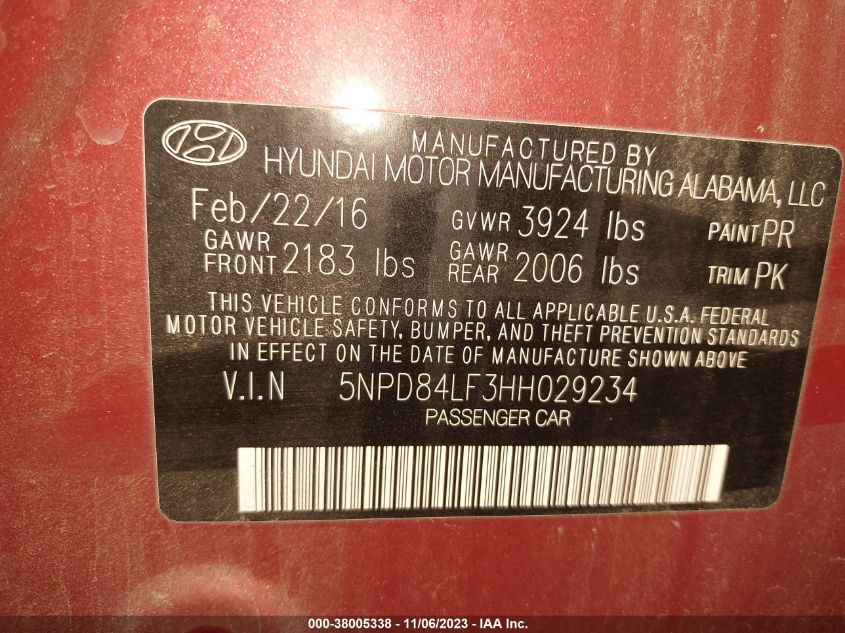 MANUFACTURED BY
HYUNDAI MOTOR MANUFACTURING ALABAMA, LLC
Feb/22/16 GVWR 3924 lbs PAINT PR
GAWR FRONT 2183 lbs GAWR REAR 2006 lbs TRIM PK
THIS VEHICLE CONFORMS TO ALL APPLICABLE U.S.A. FEDERAL
MOTOR VEHICLE SAFETY, BUMPER, AND THEFT PREVENTION STANDARDS
IN EFFECT ON THE DATE OF MANUFACTURE SHOWN ABOVE
V.I.N 5NPD84LF3HH029234
PASSENGER CAR
000-38005338 - 11/06/2023 - IAA Inc.